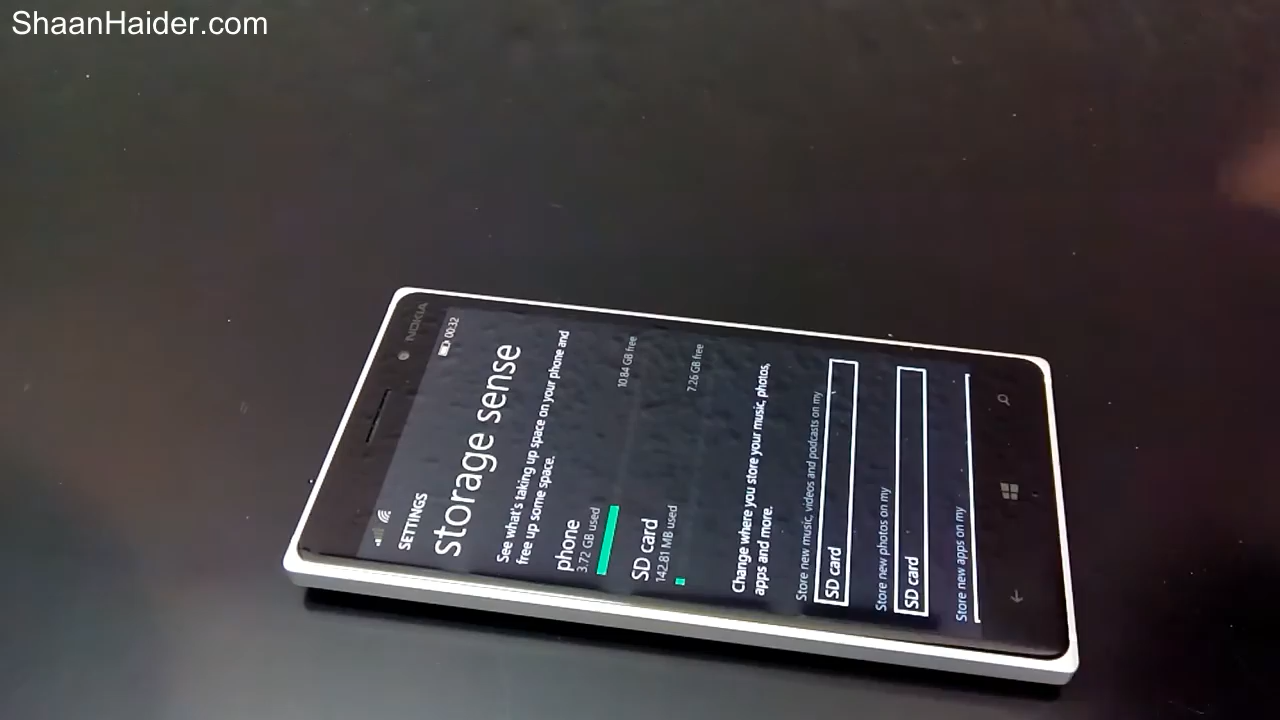 ShaanHaider.com
NOKIA
00:32
SETTINGS
storage sense
See what's taking up space on your phone and
free up some space.
phone
3.72 GB used
10.84 GB free
SD card
142.81 MB used
7.26 GB free
Change where you store your music, photos,
apps and more.
Store new music, videos and podcasts on my
SD card
Store new photos on my
SD card
Store new apps on my